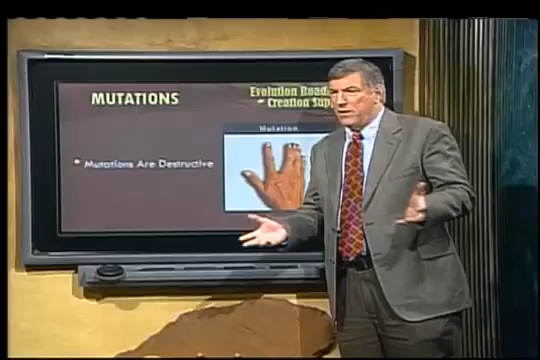 MUTATIONS
Evolution Road
Creation Sup
Mutation
Mutations Are Destructive